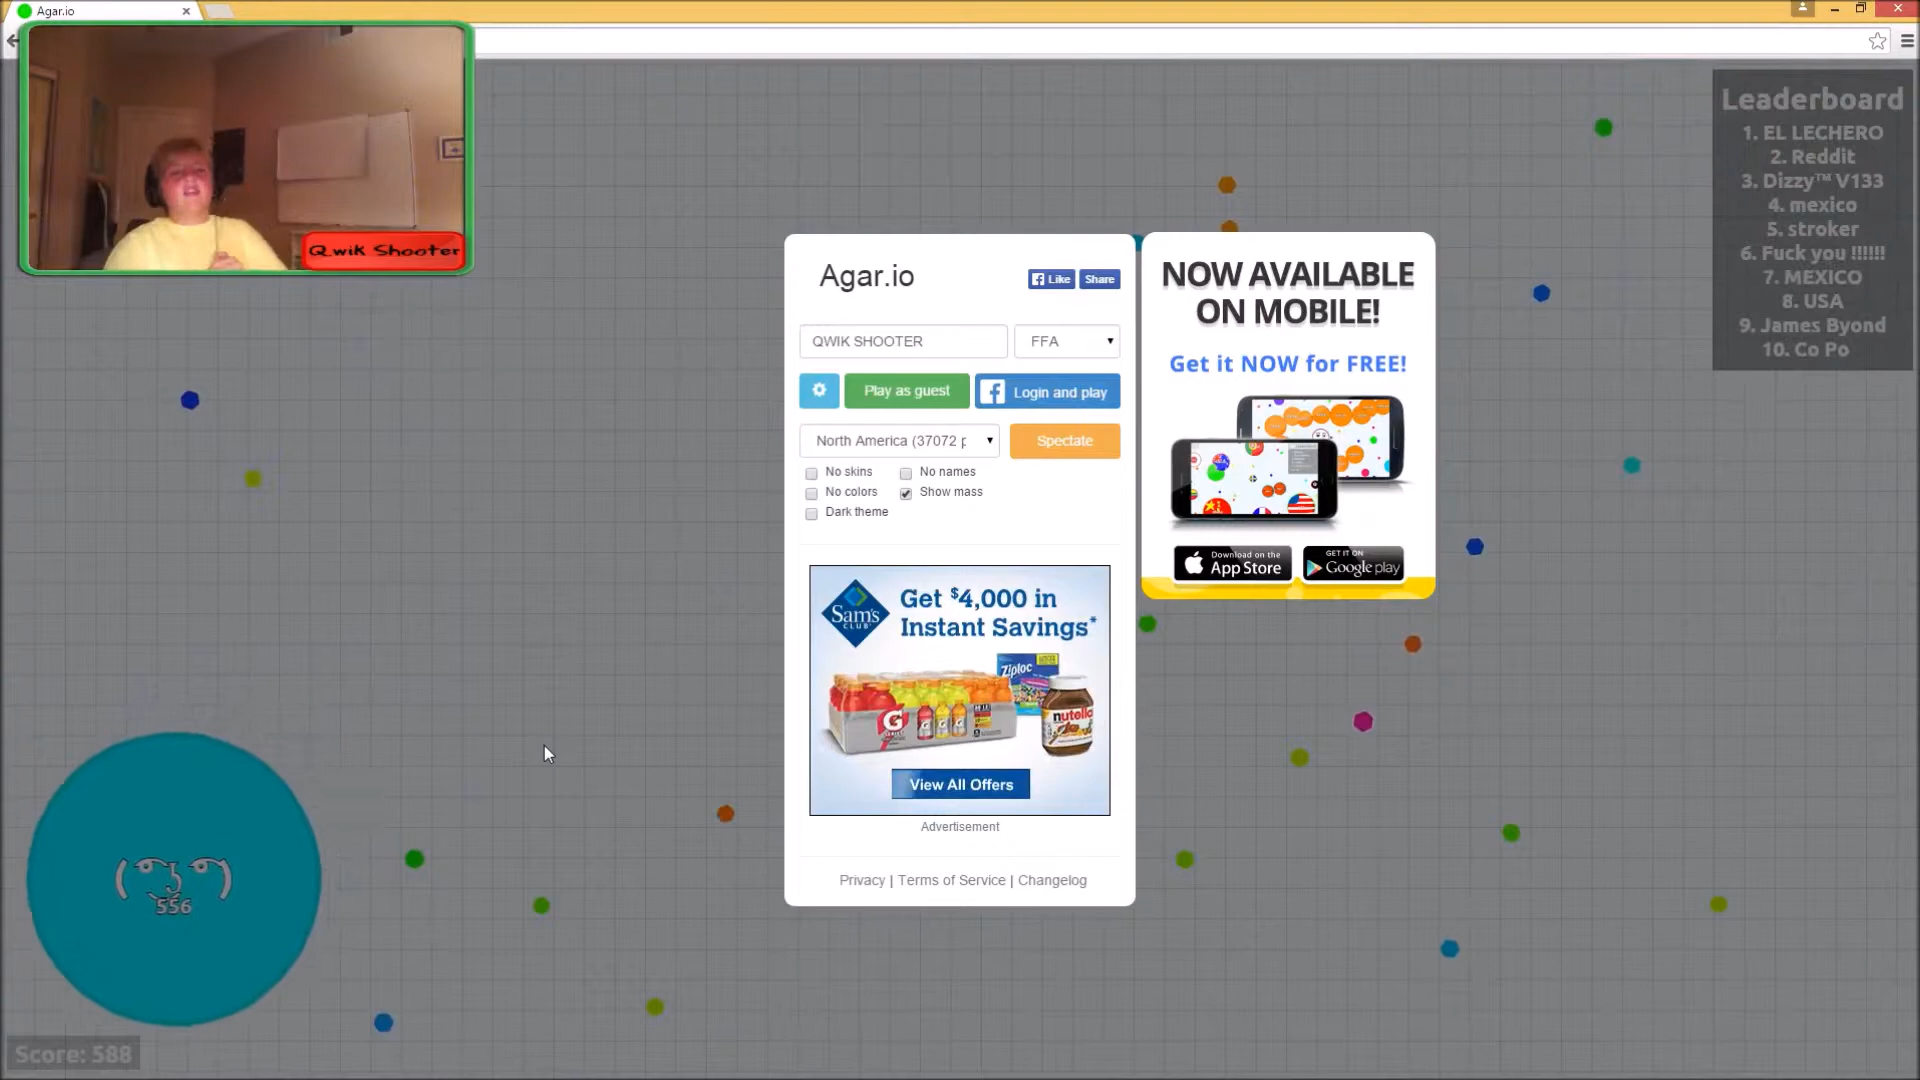 Agar.io
Qwik Shooter
Leaderboard
1. EL LECHERO
2. Reddit
3. Dizzy™ V133
4. mexico
5. stroker
6. Fuck you !!!!!!
7. MEXICO
8. USA
9. James Byond
10. Co Po
Agar.io
Like
Share
QWIK SHOOTER
FFA
Play as guest
Login and play
North America (37072 p
Spectate
No skins
No names
No colors
Show mass
Dark theme
NOW AVAILABLE
ON MOBILE!
Get it NOW for FREE!
Download on the
App Store
GET IT ON
Google play
Sam's
CLUB
Get $4,000 in
Instant Savings*
Ziploc
G
nutella
View All Offers
Advertisement
Privacy | Terms of Service | Changelog
( ͡° ͜ʖ ͡°)
556
Score: 588